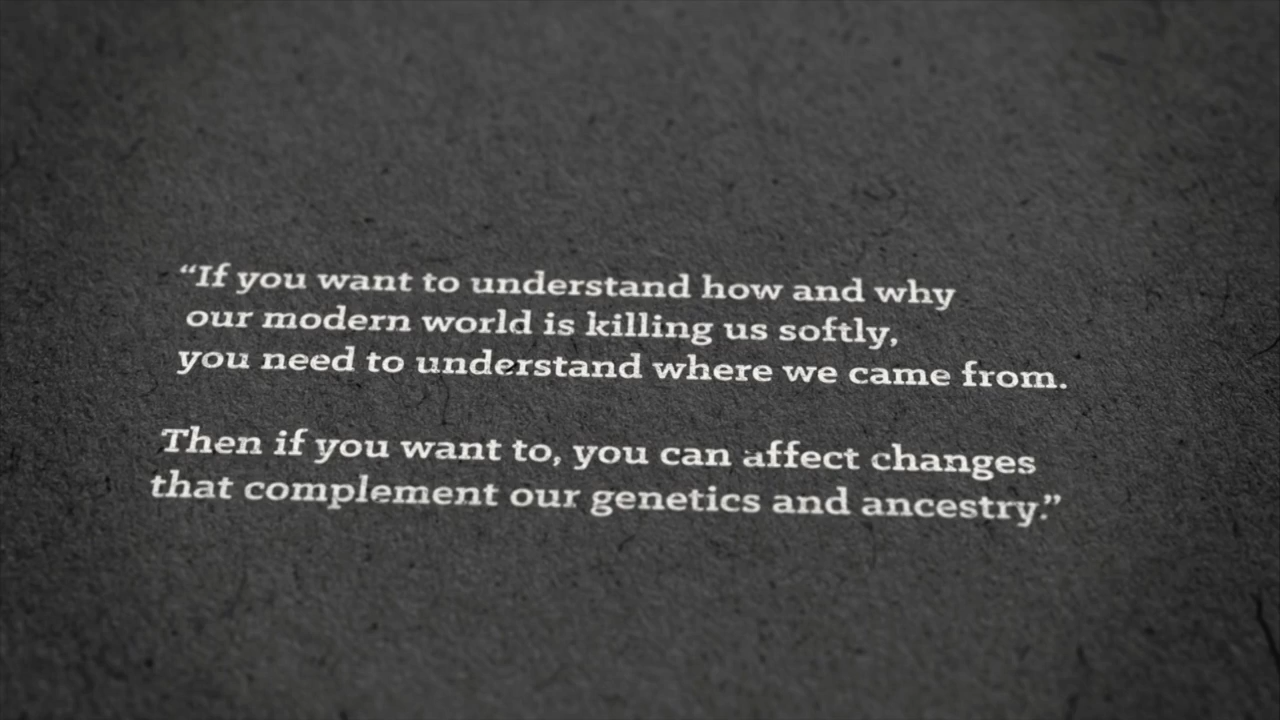 “If you want to understand how and why
our modern world is killing us softly,
you need to understand where we came from.
Then if you want to, you can affect changes
that complement our genetics and ancestry.”